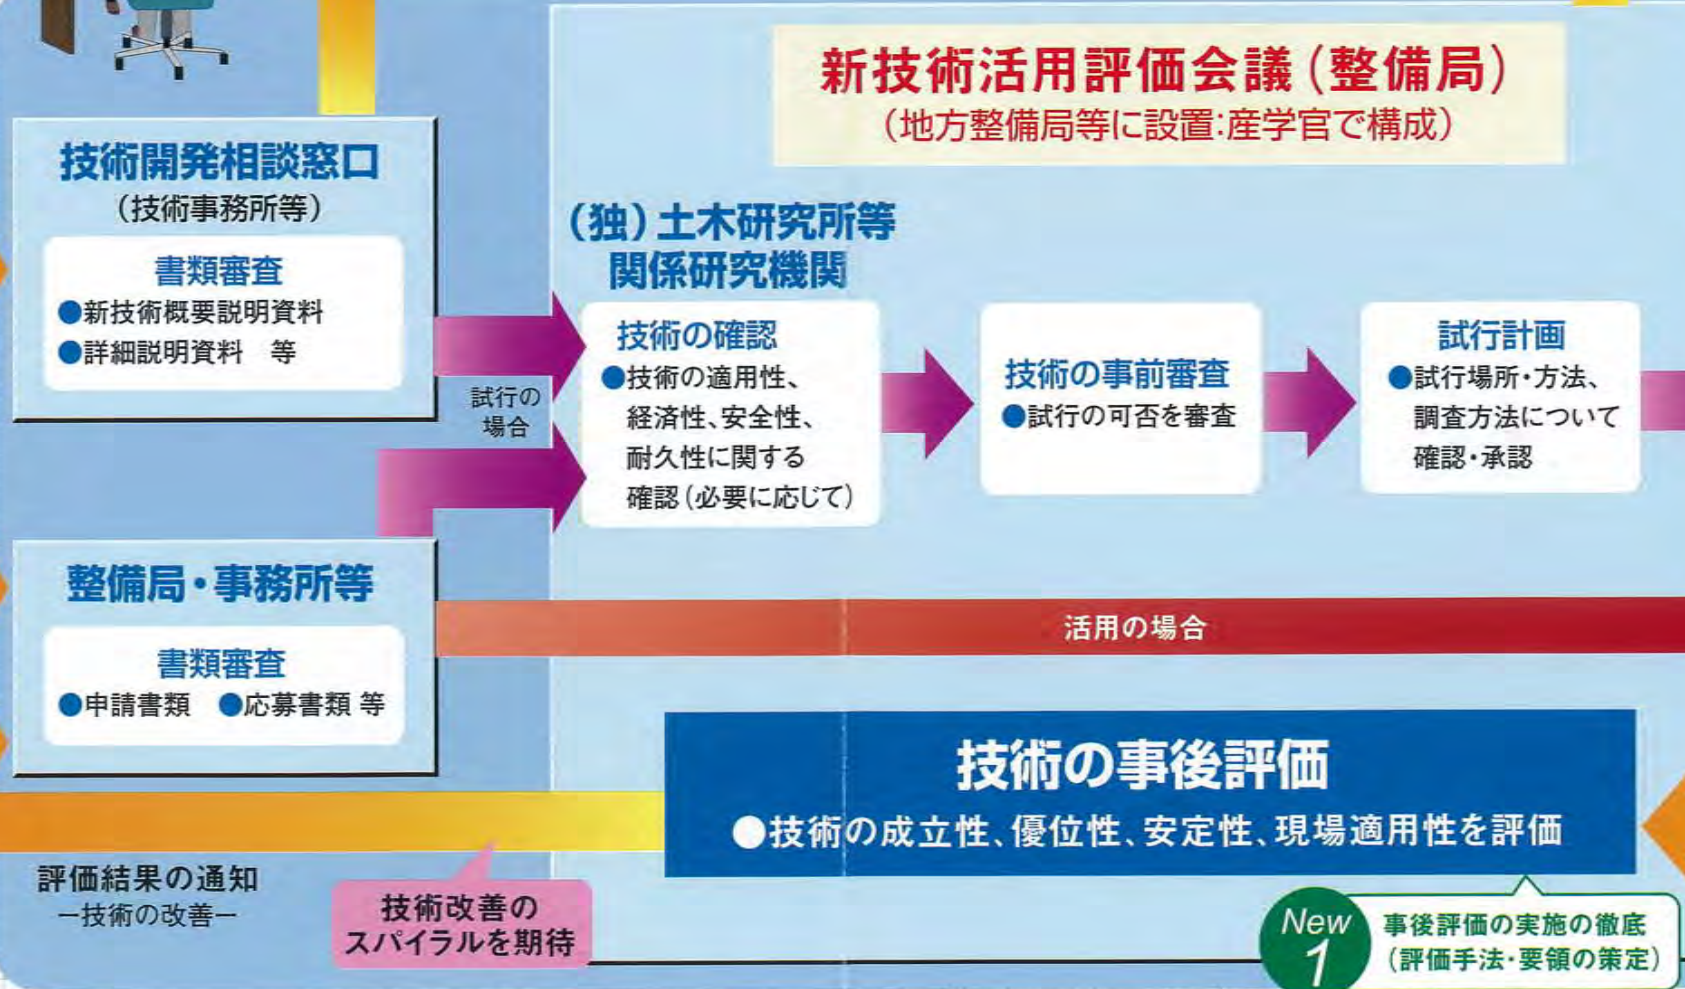 新技術活用評価会議（整備局）
（地方整備局等に設置:産学官で構成）
技術開発相談窓口
（技術事務所等）
書類審査
●新技術概要説明資料
●詳細説明資料　等
試行の
場合
（独）土木研究所等
関係研究機関
技術の確認
●技術の適用性、
経済性、安全性、
耐久性に関する
確認（必要に応じて）
技術の事前審査
●試行の可否を審査
試行計画
●試行場所・方法、
調査方法について
確認・承認
整備局・事務所等
書類審査
●申請書類　●応募書類 等
活用の場合
技術の事後評価
●技術の成立性、優位性、安定性、現場適用性を評価
評価結果の通知
ー技術の改善ー
技術改善の
スパイラルを期待
New
1
事後評価の実施の徹底
（評価手法・要領の策定）